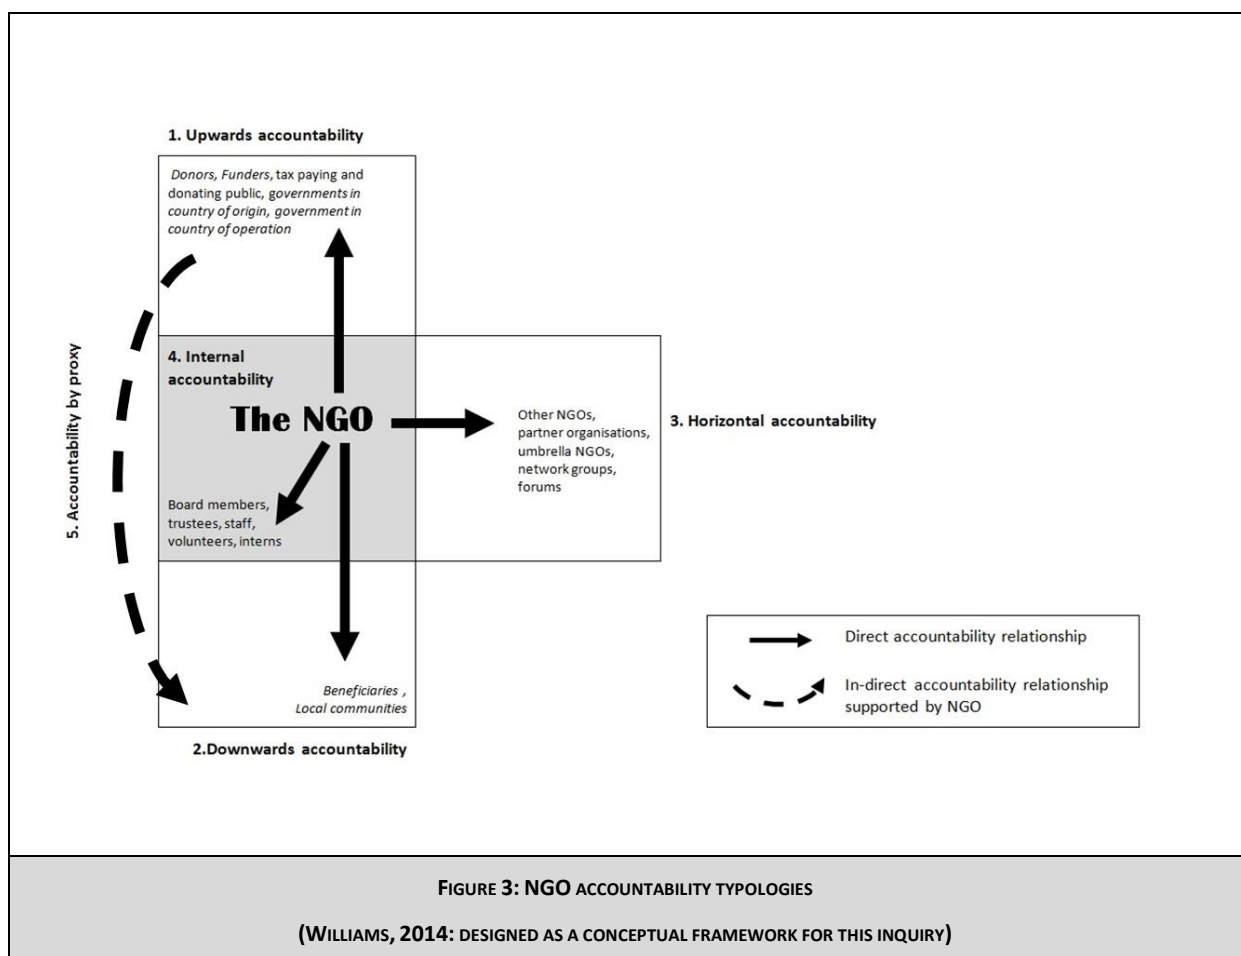 1. Upwards accountability
Donors, Funders, tax paying and
donating public, governments in
country of origin, government in
country of operation
5. Accountability by proxy
4. Internal
accountability
The NGO
Other NGOs,
partner organisations,
umbrella NGOs,
network groups,
forums
3. Horizontal accountability
Board members,
trustees, staff,
volunteers, interns
Beneficiaries ,
Local communities
2.Downwards accountability
Direct accountability relationship
In-direct accountability relationship
supported by NGO
FIGURE 3: NGO ACCOUNTABILITY TYPOLOGIES
(WILLIAMS, 2014: DESIGNED AS A CONCEPTUAL FRAMEWORK FOR THIS INQUIRY)